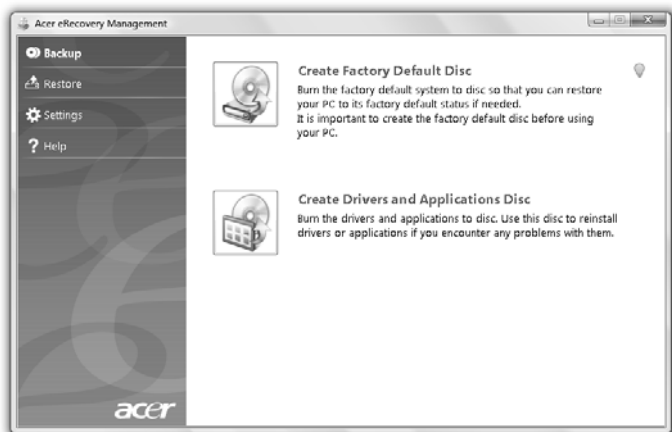 Acer eRecovery Management
Backup
Restore
Settings
? Help
Create Factory Default Disc
Burn the factory default system to disc so that you can restore
your PC to its factory default status if needed.
It is important to create the factory default disc before using
your PC.
Create Drivers and Applications Disc
Burn the drivers and applications to disc. Use this disc to reinstall
drivers or applications if you encounter any problems with them.
acer